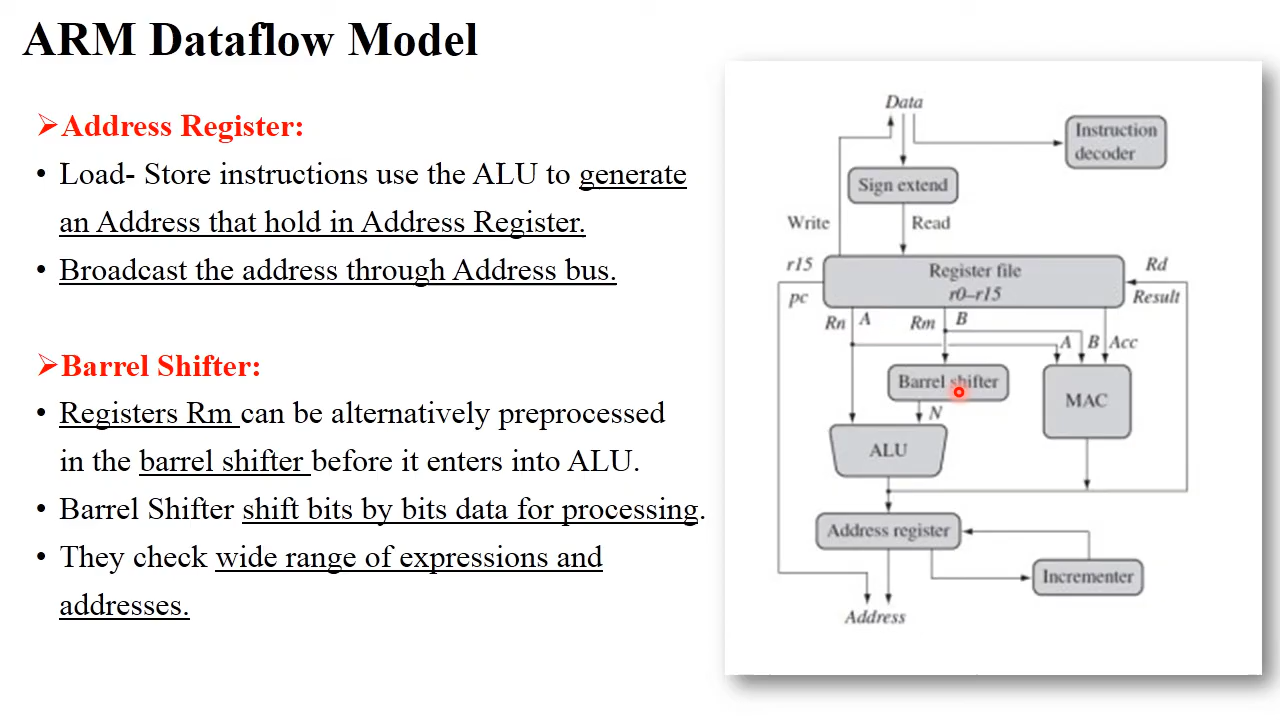 ARM Dataflow Model
➢Address Register:
• Load- Store instructions use the ALU to generate
an Address that hold in Address Register.
• Broadcast the address through Address bus.
➢Barrel Shifter:
• Registers Rm can be alternatively preprocessed
in the barrel shifter before it enters into ALU.
• Barrel Shifter shift bits by bits data for processing.
• They check wide range of expressions and
addresses.
Data
Instruction
decoder
Sign extend
Write
Read
r15
Register file
Rd
pc
r0–r15
Result
Rn A
Rm B
A B Acc
Barrel shifter
N
MAC
ALU
Address register
Incrementer
Address